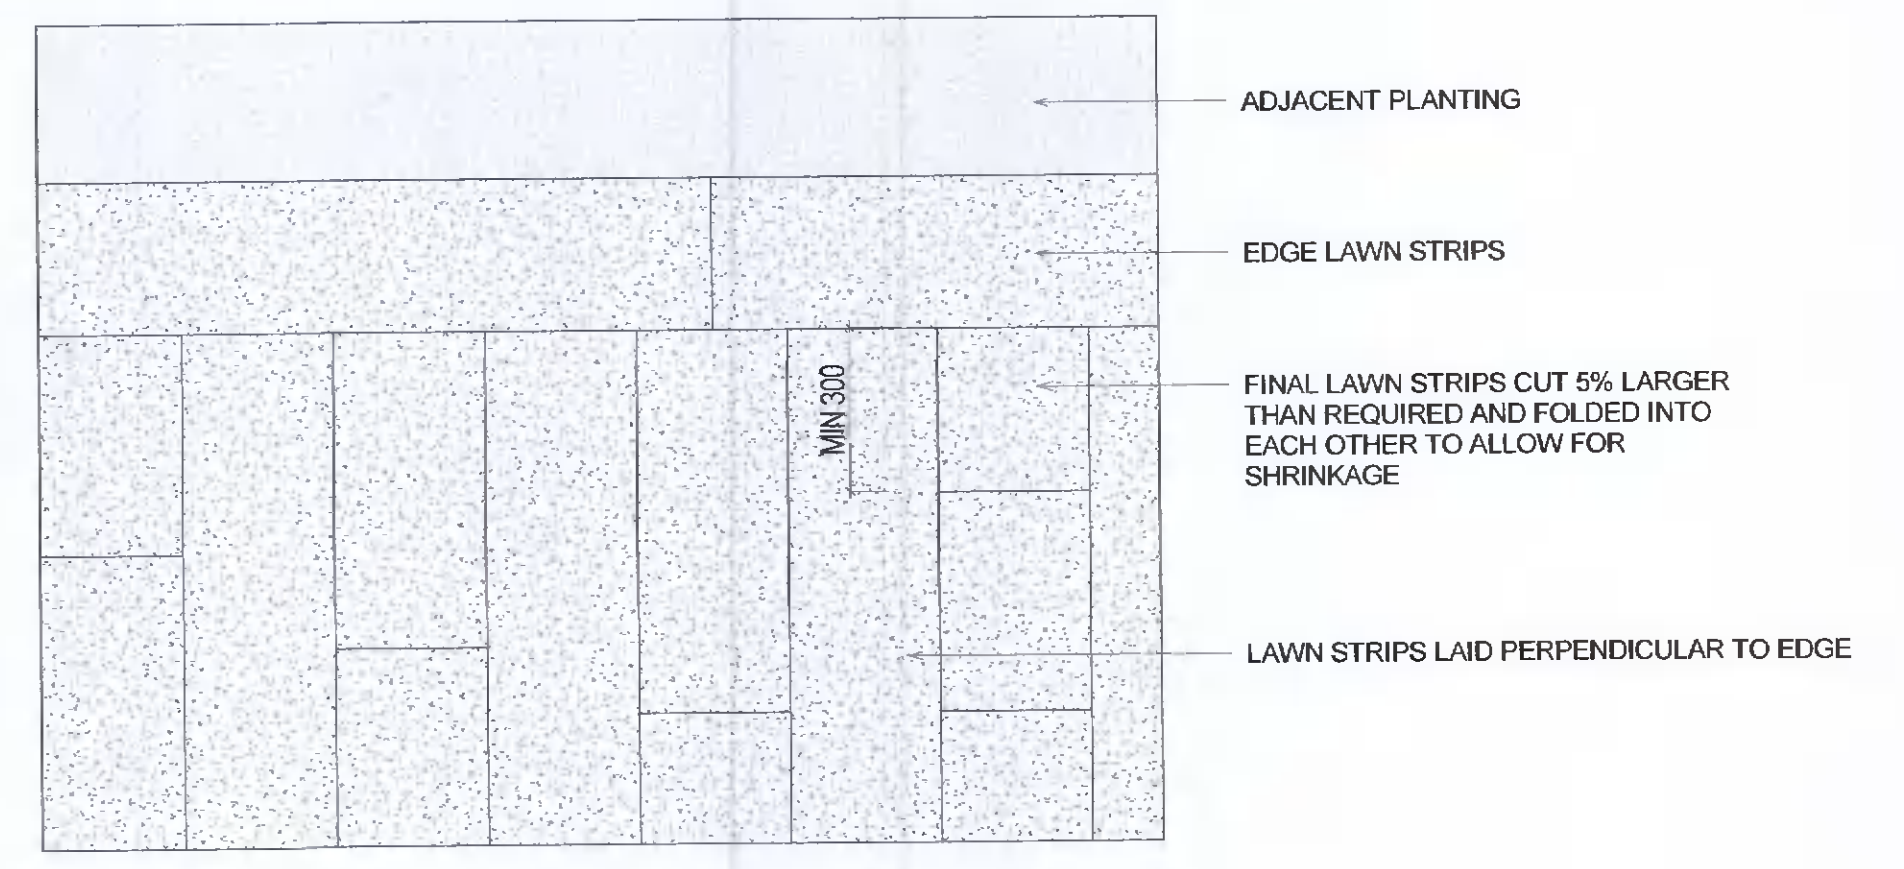 ADJACENT PLANTING
EDGE LAWN STRIPS
MIN 300
FINAL LAWN STRIPS CUT 5% LARGER
THAN REQUIRED AND FOLDED INTO
EACH OTHER TO ALLOW FOR
SHRINKAGE
LAWN STRIPS LAID PERPENDICULAR TO EDGE